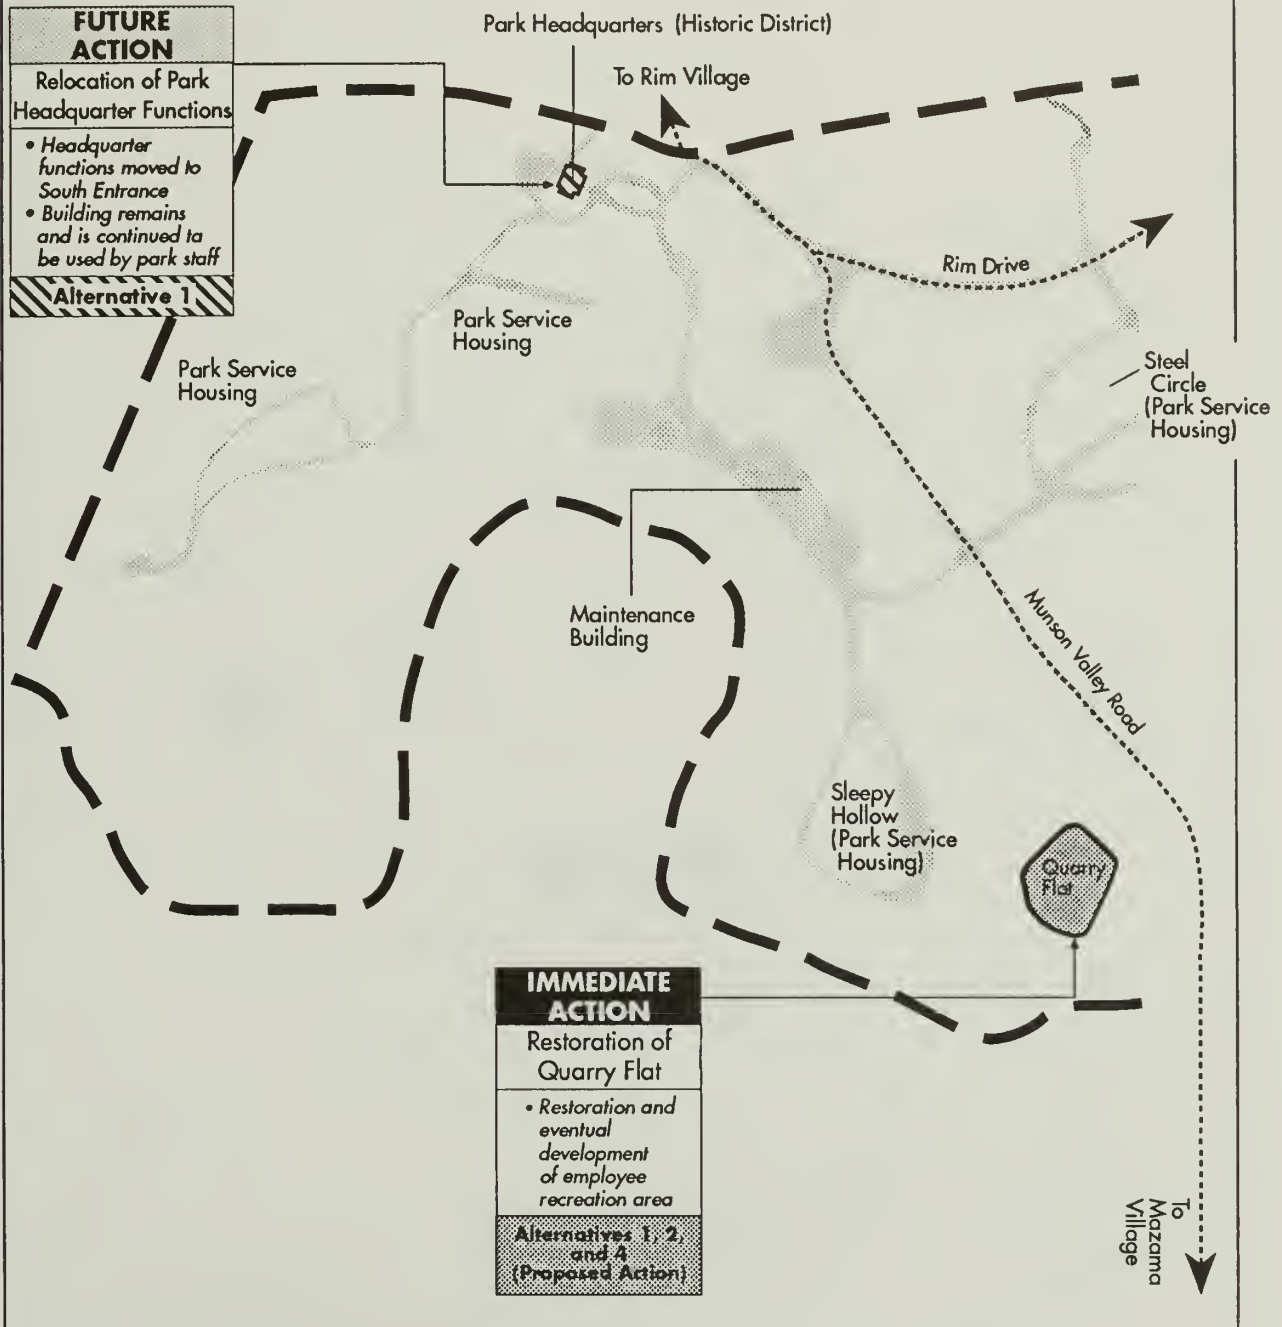 FUTURE
ACTION
Relocation of Park
Headquarter Functions
• Headquarter
functions moved to
South Entrance
• Building remains
and is continued ta
be used by park staff
Alternative 1
Park Headquarters (Historic District)
To Rim Village
Rim Drive
Park Service
Housing
Park Service
Housing
Steel
Circle
(Park Service
Housing)
Maintenance
Building
Munson Valley Road
Sleepy
Hollow
(Park Service
Housing)
Quarry
Flat
IMMEDIATE
ACTION
Restoration of
Quarry Flat
• Restoration and
eventual
development
of employee
recreation area
Alternatives 1, 2,
and 4
(Proposed Action)
To
Mazama
Village